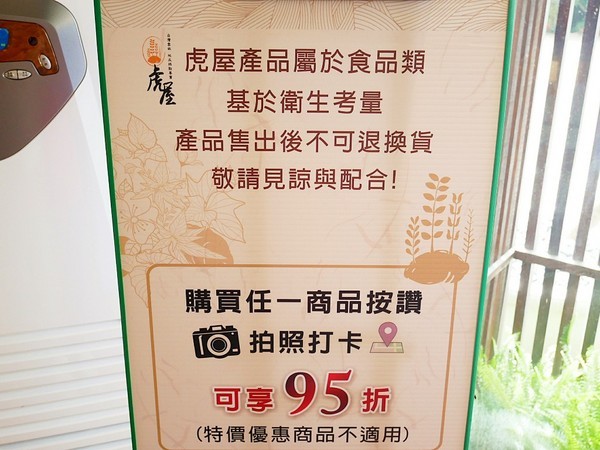 虎屋
虎屋產品屬於食品類
基於衛生考量
產品售出後不可退換貨
敬請見諒與配合!
購買任一商品按讚
拍照打卡
可享95折
(特價優惠商品不適用)